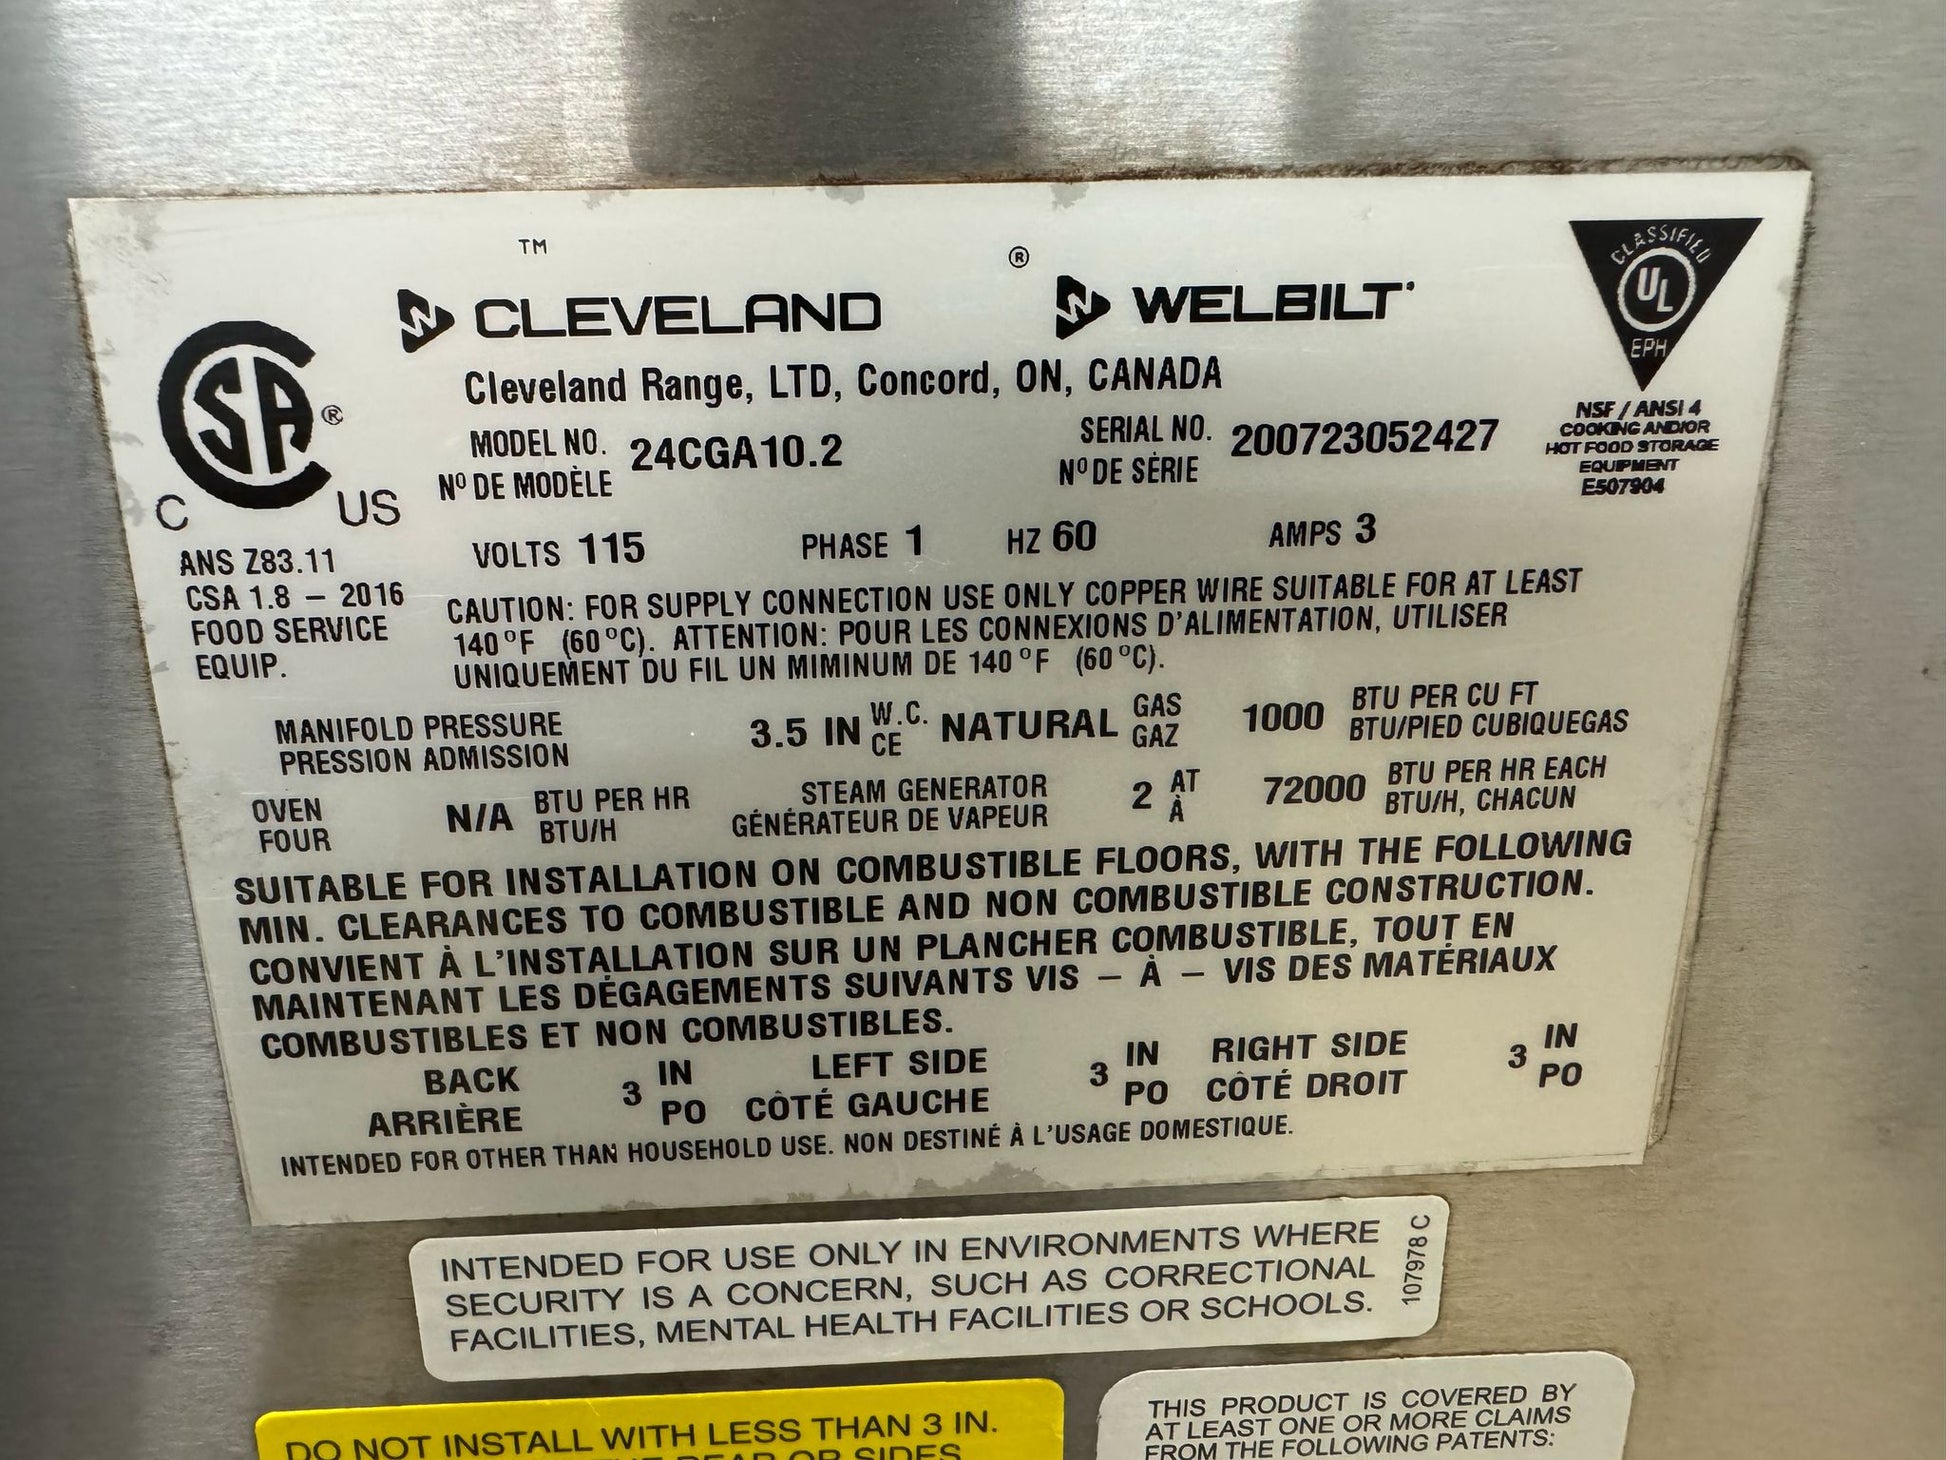 ™ ®
CLEVELAND WELBILT
Cleveland Range, LTD, Concord, ON, CANADA
CSA®
C US
CLASSIFIED
UL
EPH
NSF / ANSI 4
COOKING AND/OR
HOT FOOD STORAGE
EQUIPMENT
E507904
MODEL NO. 24CGA10.2 SERIAL NO. 200723052427
Nº DE MODÈLE Nº DE SÉRIE
ANS Z83.11
CSA 1.8 – 2016
FOOD SERVICE
EQUIP.
VOLTS 115 PHASE 1 HZ 60 AMPS 3
CAUTION: FOR SUPPLY CONNECTION USE ONLY COPPER WIRE SUITABLE FOR AT LEAST
140°F (60°C). ATTENTION: POUR LES CONNEXIONS D'ALIMENTATION, UTILISER
UNIQUEMENT DU FIL UN MIMINUM DE 140°F (60°C).
MANIFOLD PRESSURE 3.5 IN W.C. NATURAL GAS 1000 BTU PER CU FT
PRESSION ADMISSION CE GAZ BTU/PIED CUBIQUEGAS
OVEN N/A BTU PER HR STEAM GENERATOR 2 AT 72000 BTU PER HR EACH
FOUR BTU/H GÉNÉRATEUR DE VAPEUR À BTU/H, CHACUN
SUITABLE FOR INSTALLATION ON COMBUSTIBLE FLOORS, WITH THE FOLLOWING
MIN. CLEARANCES TO COMBUSTIBLE AND NON COMBUSTIBLE CONSTRUCTION.
CONVIENT À L'INSTALLATION SUR UN PLANCHER COMBUSTIBLE, TOUT EN
MAINTENANT LES DÉGAGEMENTS SUIVANTS VIS – À – VIS DES MATÉRIAUX
COMBUSTIBLES ET NON COMBUSTIBLES.
BACK 3 IN LEFT SIDE 3 IN RIGHT SIDE 3 IN
ARRIÈRE PO CÔTÉ GAUCHE PO CÔTÉ DROIT PO
INTENDED FOR OTHER THAN HOUSEHOLD USE. NON DESTINÉ À L'USAGE DOMESTIQUE.
INTENDED FOR USE ONLY IN ENVIRONMENTS WHERE
SECURITY IS A CONCERN, SUCH AS CORRECTIONAL
FACILITIES, MENTAL HEALTH FACILITIES OR SCHOOLS.
107978 C
DO NOT INSTALL WITH LESS THAN 3 IN.
REAR OR SIDES
THIS PRODUCT IS COVERED BY
AT LEAST ONE OR MORE CLAIMS
FROM THE FOLLOWING PATENTS: